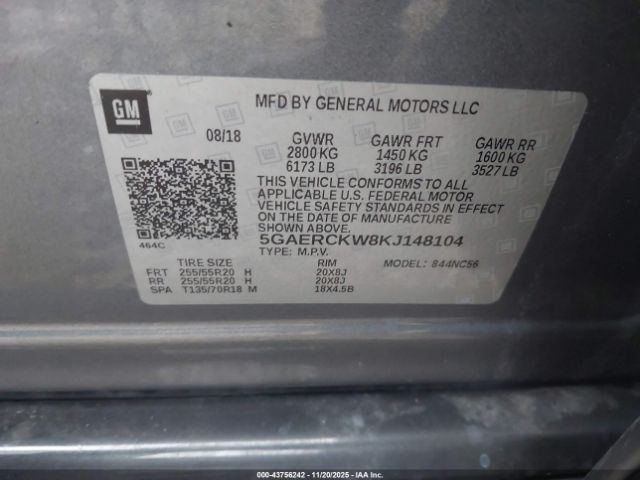 GM
MFD BY GENERAL MOTORS LLC
08/18 GVWR GAWR FRT GAWR RR
2800 KG 1450 KG 1600 KG
6173 LB 3196 LB 3527 LB
THIS VEHICLE CONFORMS TO ALL
APPLICABLE U.S. FEDERAL MOTOR
VEHICLE SAFETY STANDARDS IN EFFECT
ON THE DATE OF MANUFACTURE
SHOWN ABOVE.
464C
5GAERCKW8KJ148104
TYPE: M.P.V. MODEL: 844NC56
TIRE SIZE RIM
FRT 255/55R20 H 20X8J
RR 255/55R20 H 20X8J
SPA T135/70R18 M 18X4.5B
000-43756242 - 11/20/2025 - Copyright © 2025 IAA, Inc.